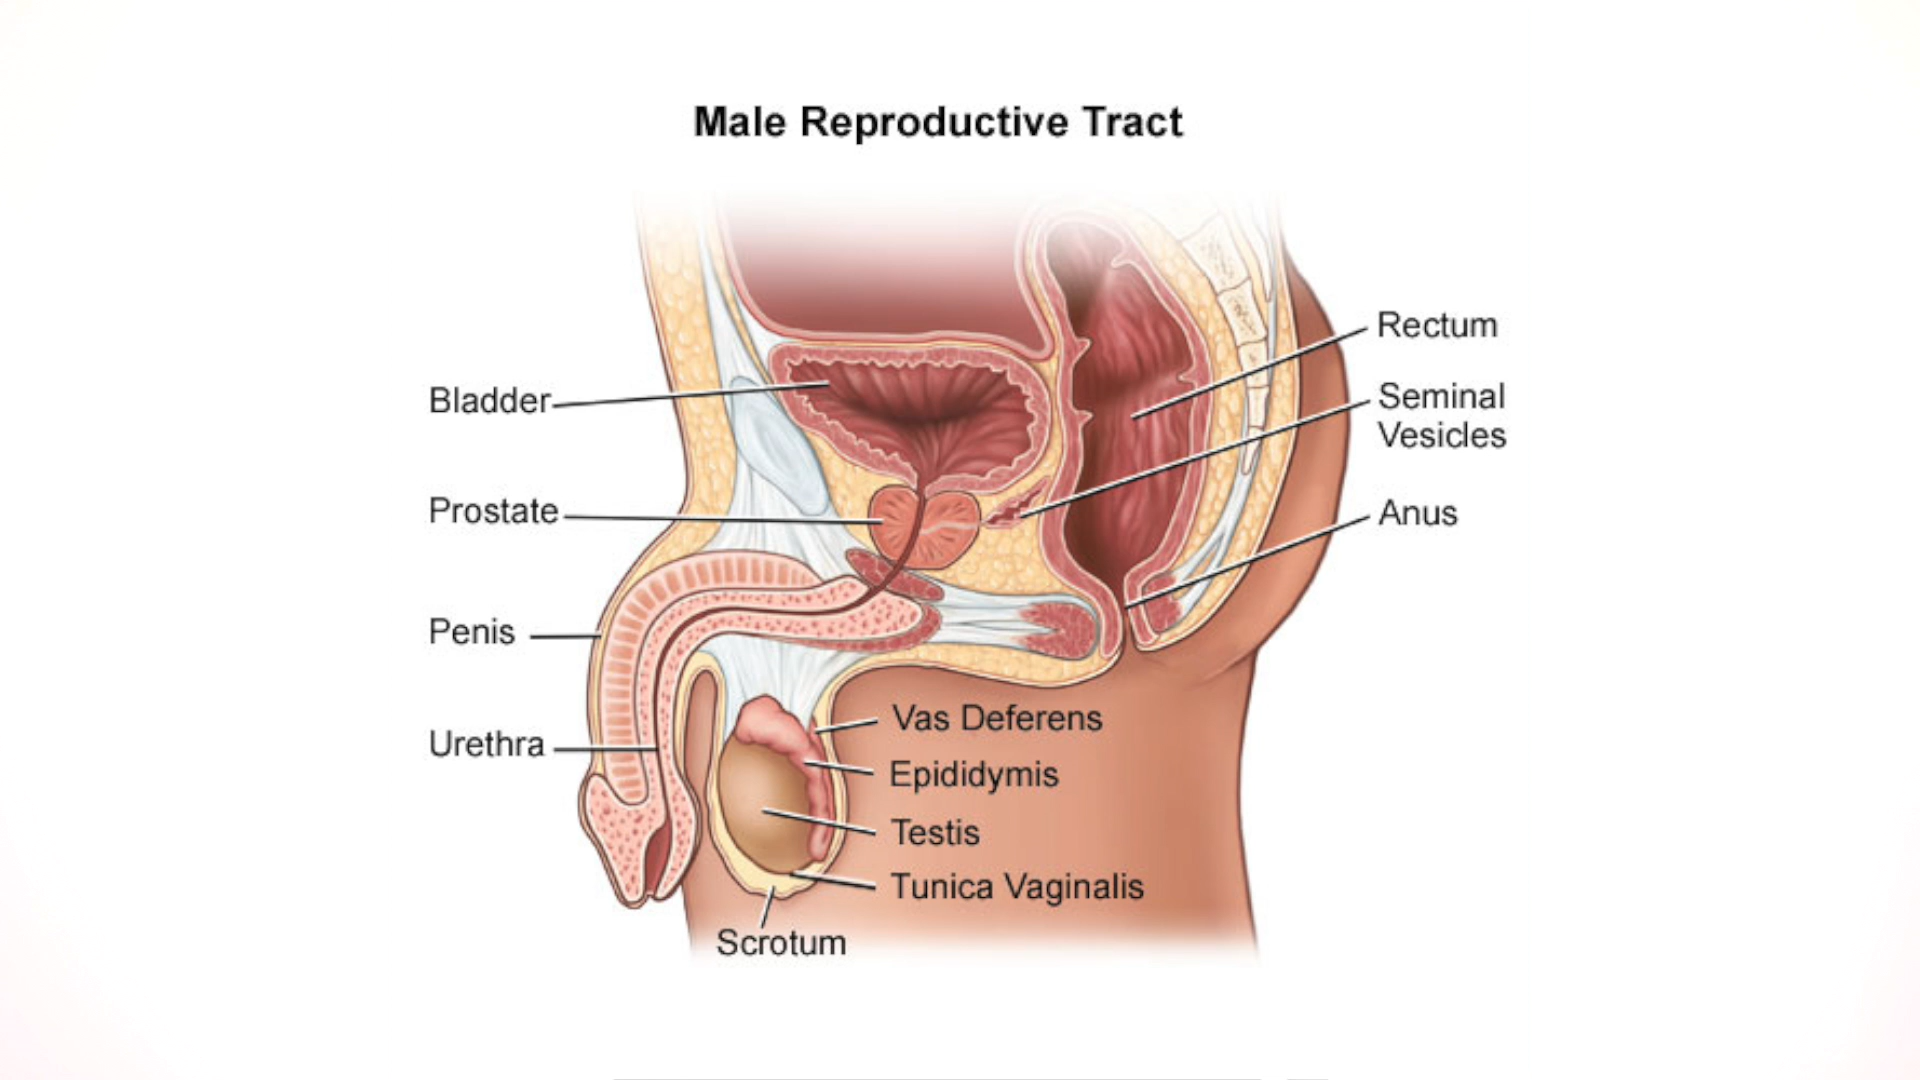 Male Reproductive Tract
Bladder
Prostate
Penis
Urethra
Rectum
Seminal
Vesicles
Anus
Vas Deferens
Epididymis
Testis
Tunica Vaginalis
Scrotum